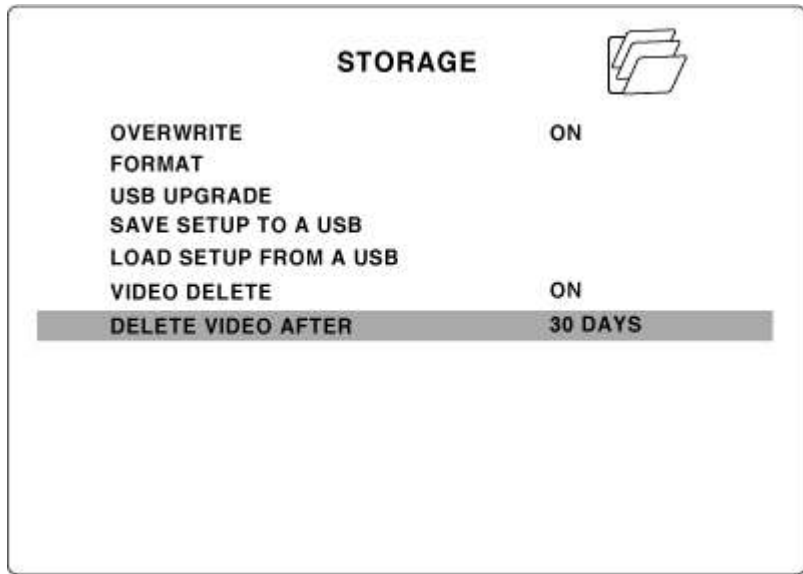 STORAGE
OVERWRITE ON
FORMAT
USB UPGRADE
SAVE SETUP TO A USB
LOAD SETUP FROM A USB
VIDEO DELETE ON
DELETE VIDEO AFTER 30 DAYS